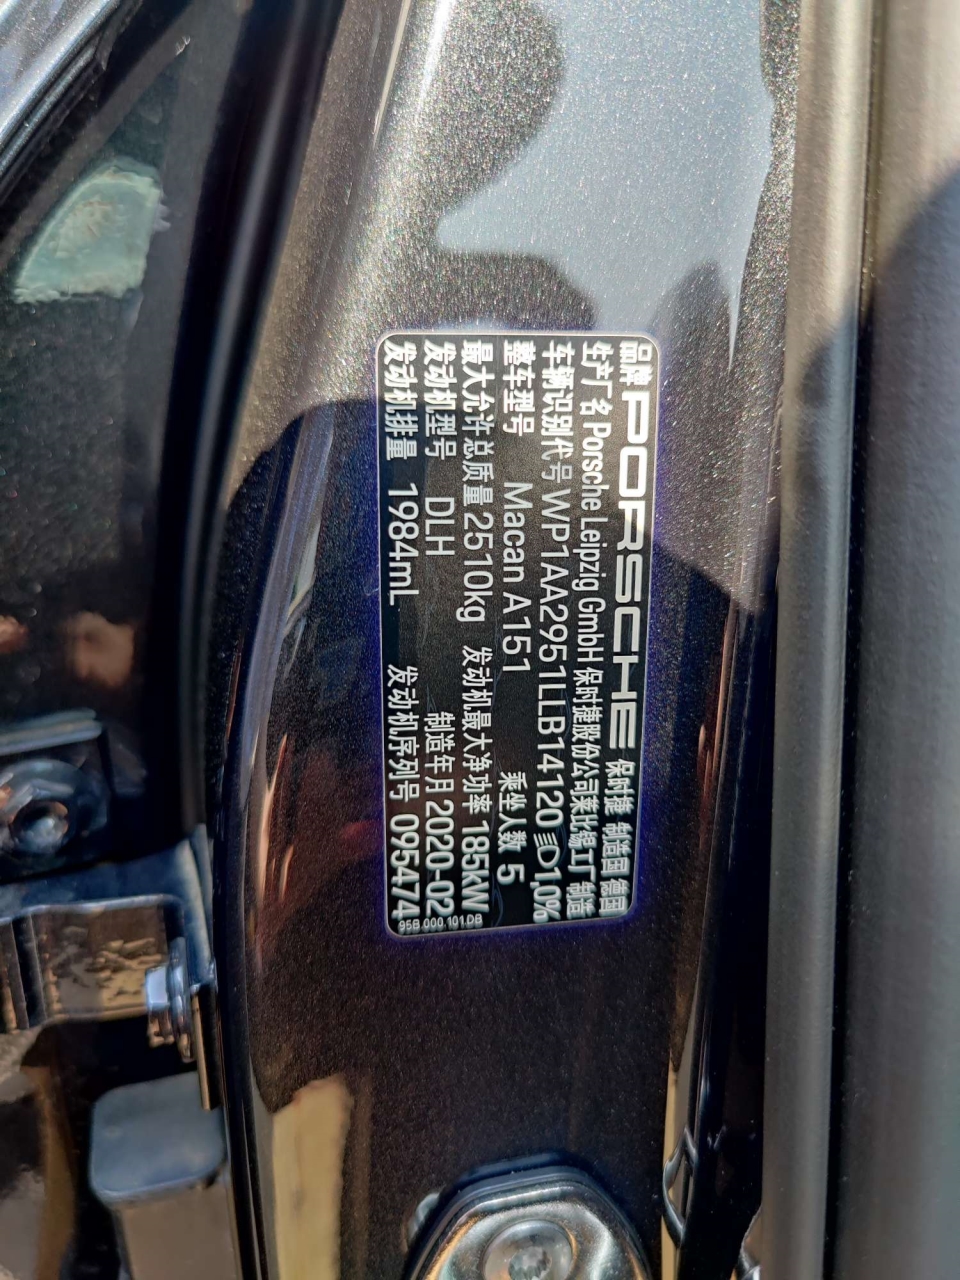 品牌 PORSCHE 保时捷 制造国 德国
生产厂名 Porsche Leipzig GmbH 保时捷股份公司莱比锡工厂 制造
车辆识别代号 WP1AA2951LLB14120 1,0%
整车型号 Macan A151 乘坐人数 5
最大允许总质量 2510kg 发动机最大净功率 185kW
发动机型号 DLH 制造年月 2020-02
发动机排量 1984mL 发动机序列号 095474
95B.000.101.DB